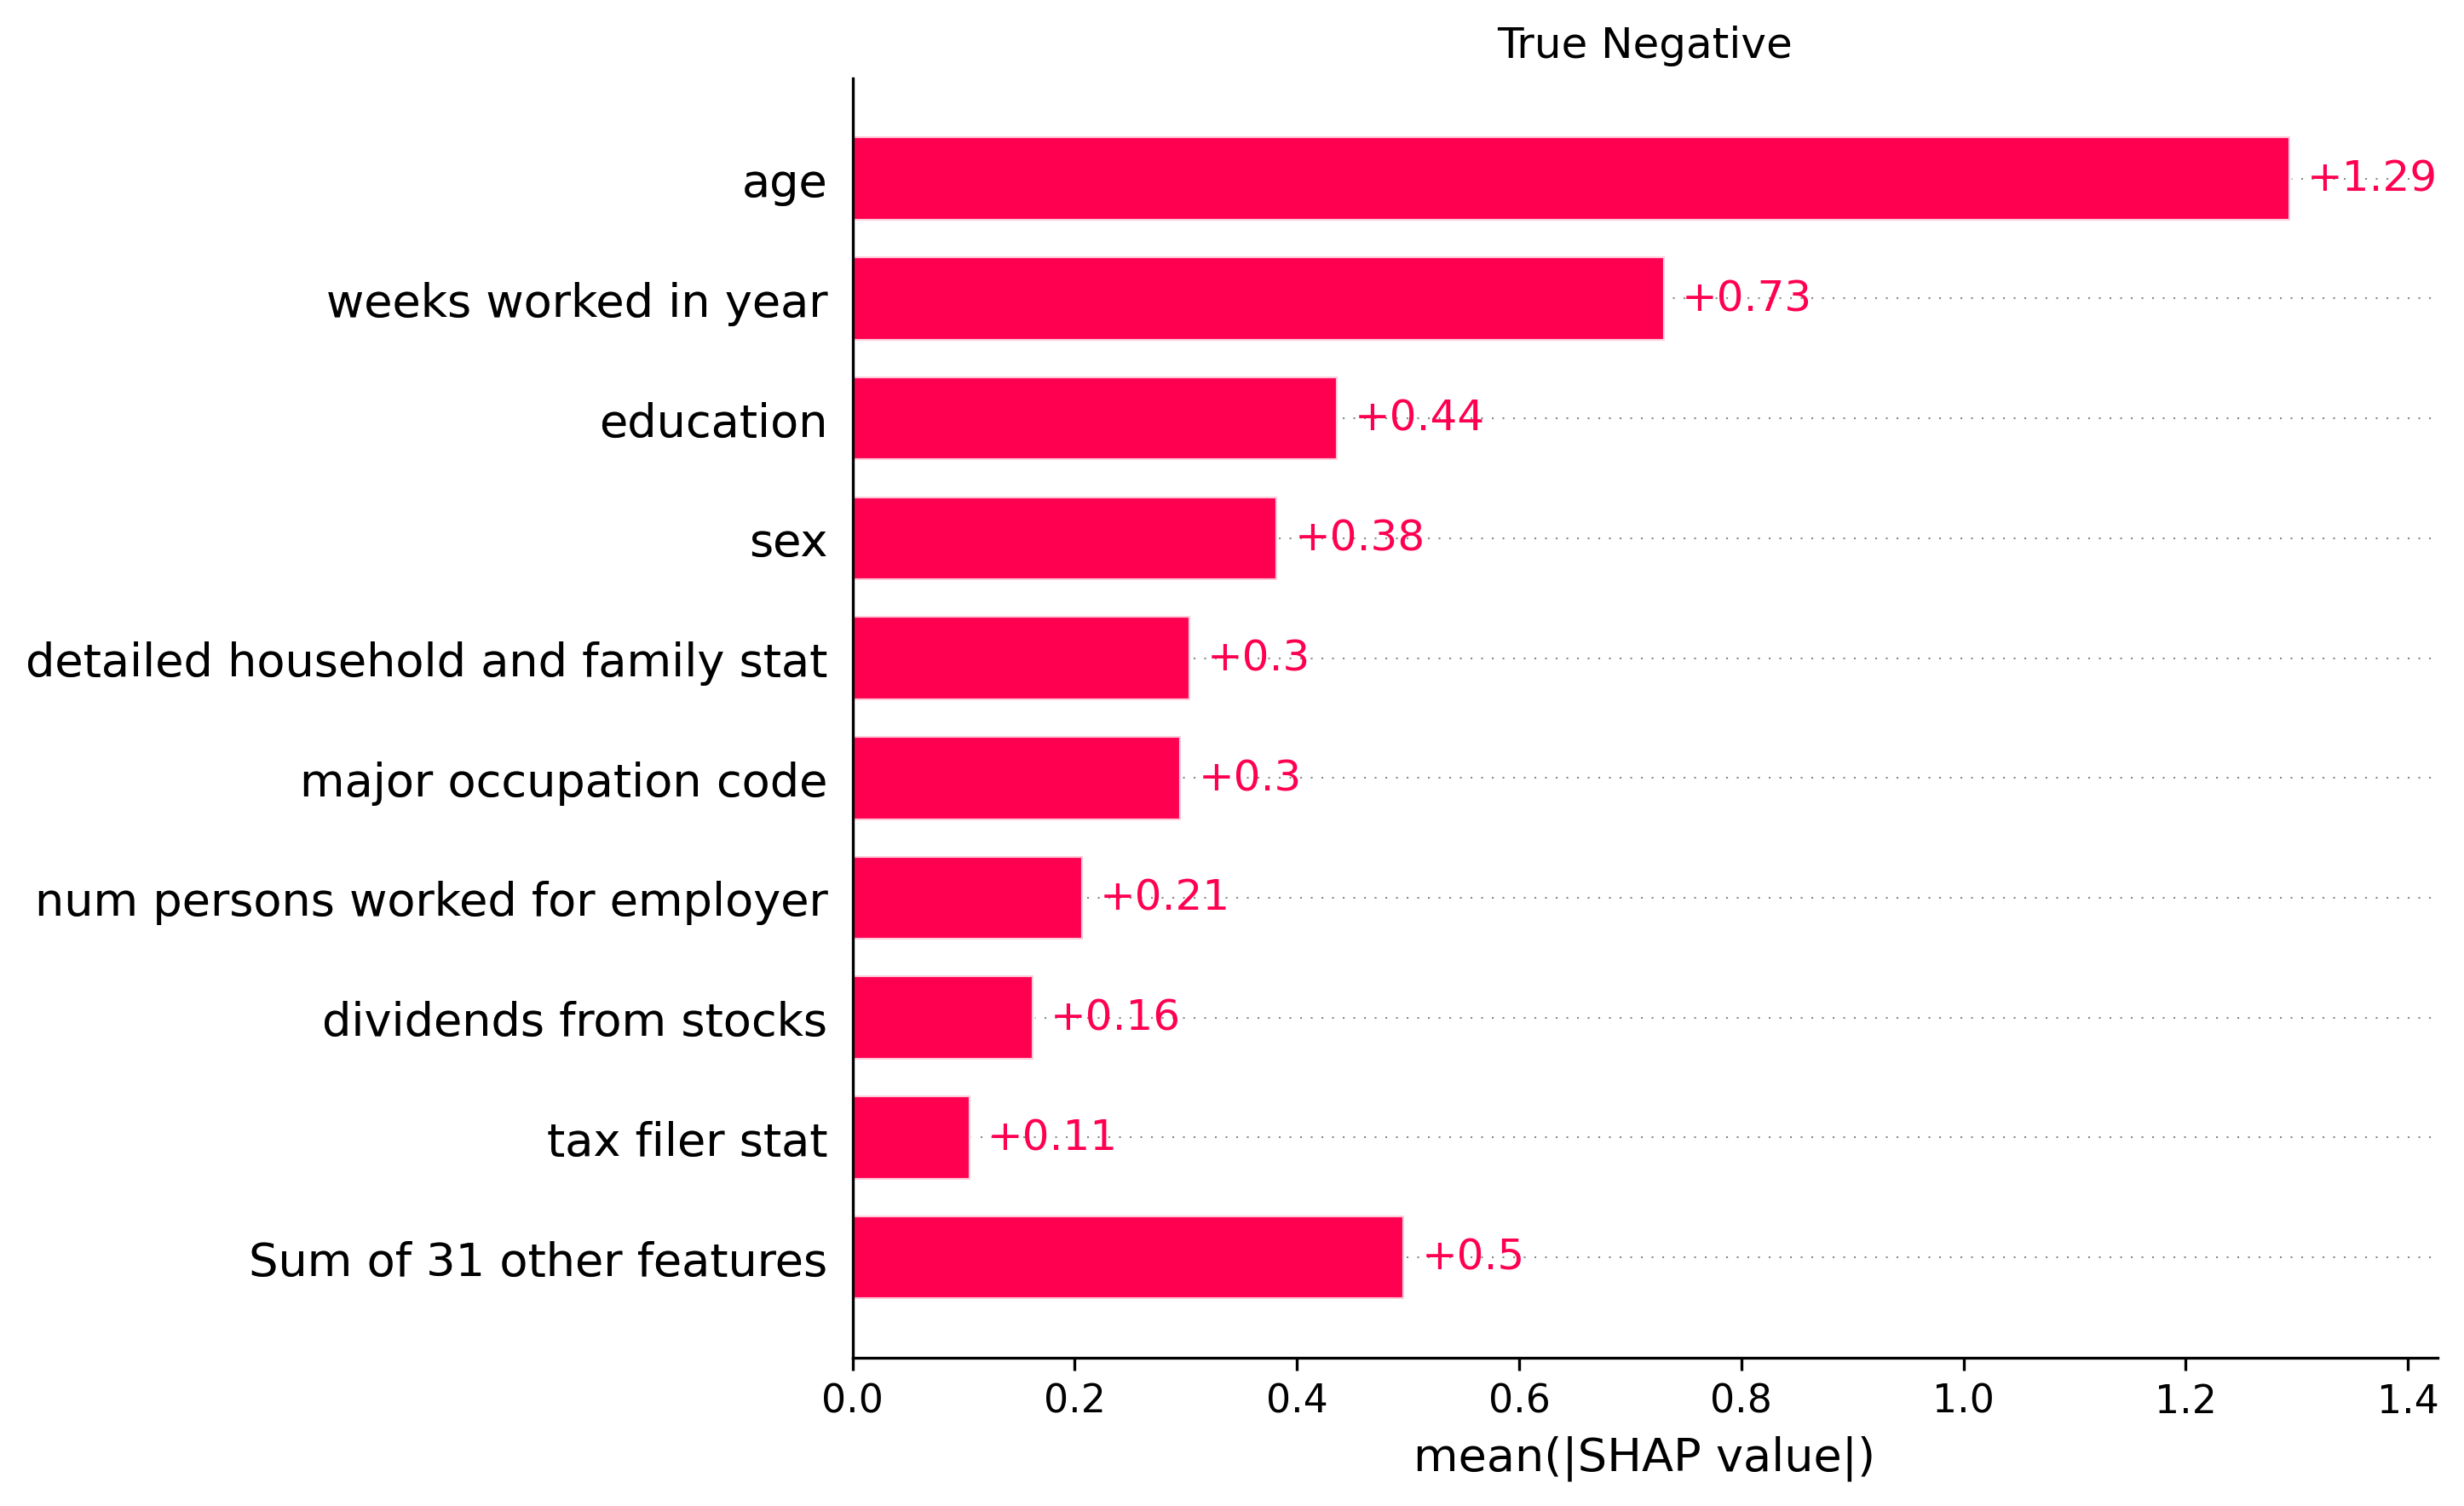 True Negative
age +1.29
weeks worked in year +0.73
education +0.44
sex +0.38
detailed household and family stat +0.3
major occupation code +0.3
num persons worked for employer +0.21
dividends from stocks +0.16
tax filer stat +0.11
Sum of 31 other features +0.5
0.0 0.2 0.4 0.6 0.8 1.0 1.2 1.4
mean(|SHAP value|)